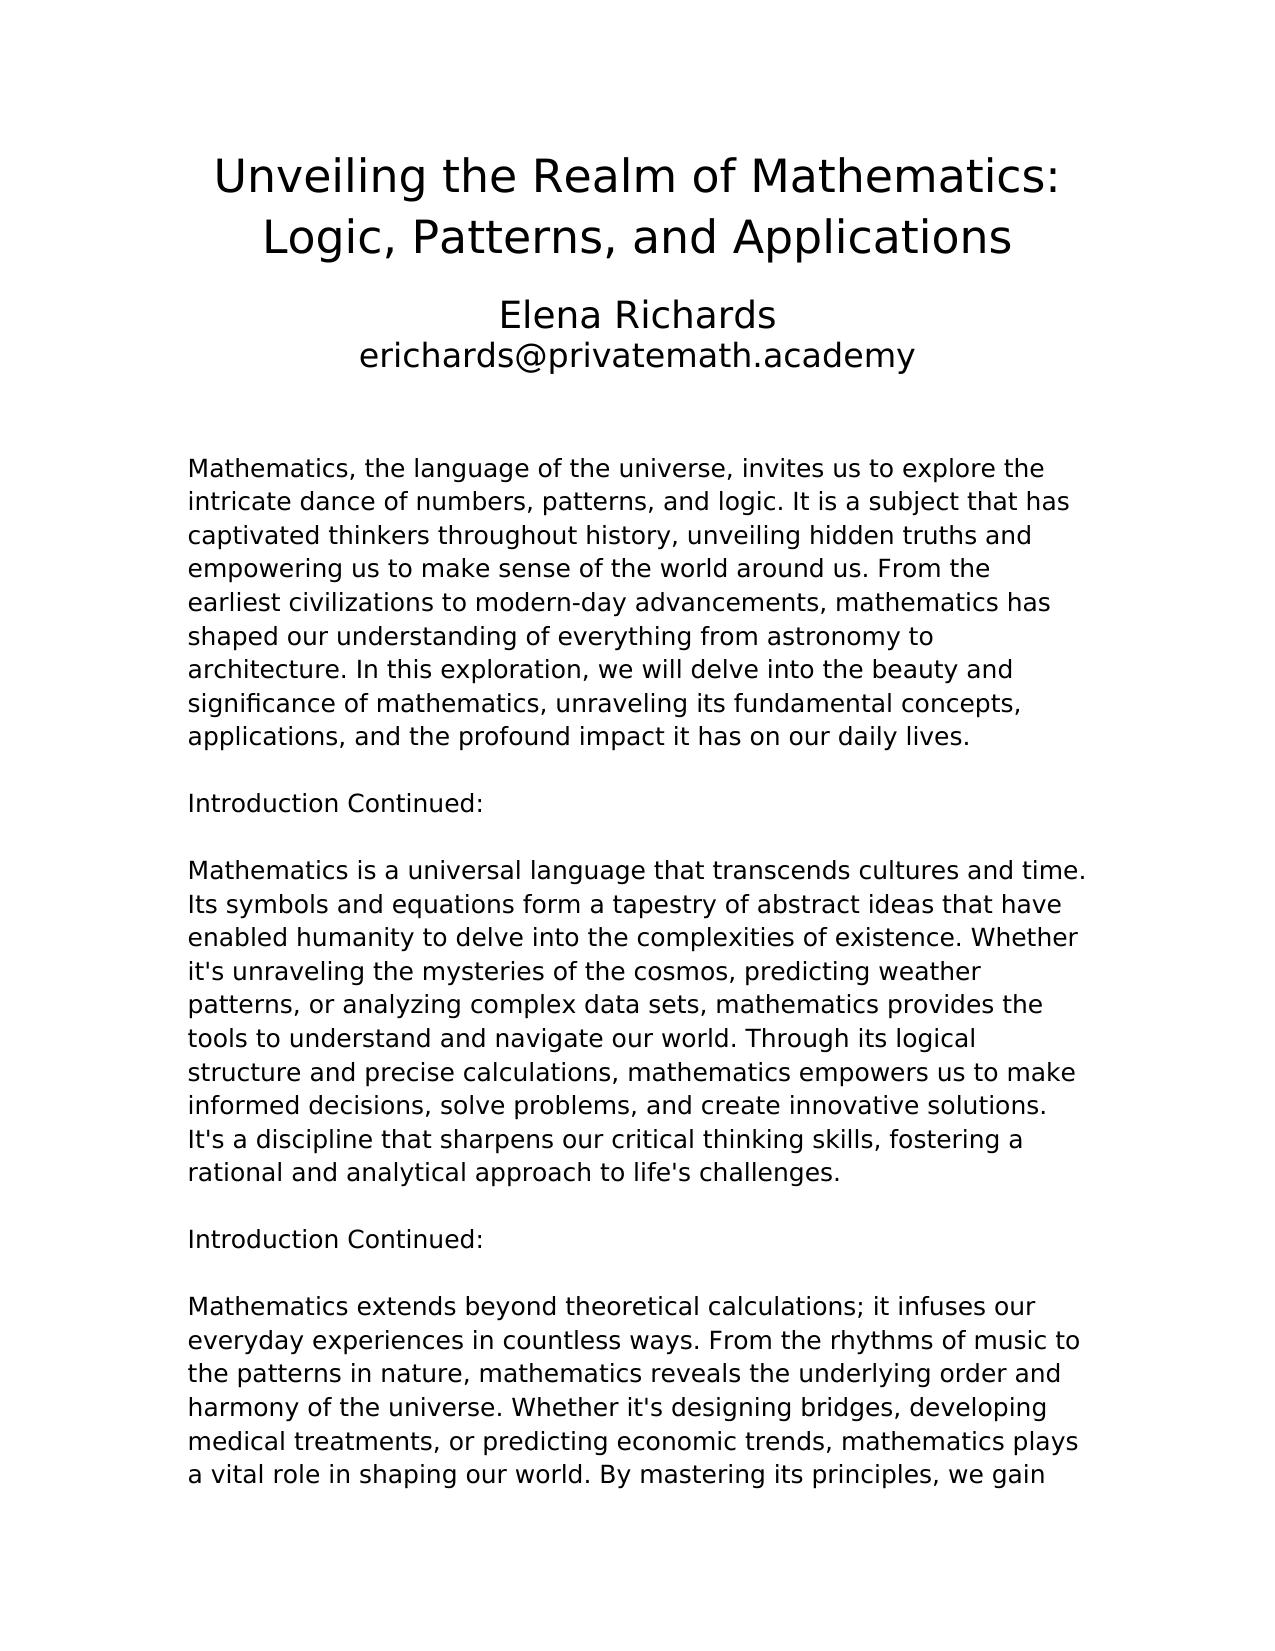 Unveiling the Realm of Mathematics:
Logic, Patterns, and Applications
Elena Richards
erichards@privatemath.academy
Mathematics, the language of the universe, invites us to explore the
intricate dance of numbers, patterns, and logic. It is a subject that has
captivated thinkers throughout history, unveiling hidden truths and
empowering us to make sense of the world around us. From the
earliest civilizations to modern-day advancements, mathematics has
shaped our understanding of everything from astronomy to
architecture. In this exploration, we will delve into the beauty and
significance of mathematics, unraveling its fundamental concepts,
applications, and the profound impact it has on our daily lives.
Introduction Continued:
Mathematics is a universal language that transcends cultures and time.
Its symbols and equations form a tapestry of abstract ideas that have
enabled humanity to delve into the complexities of existence. Whether
it's unraveling the mysteries of the cosmos, predicting weather
patterns, or analyzing complex data sets, mathematics provides the
tools to understand and navigate our world. Through its logical
structure and precise calculations, mathematics empowers us to make
informed decisions, solve problems, and create innovative solutions.
It's a discipline that sharpens our critical thinking skills, fostering a
rational and analytical approach to life's challenges.
Introduction Continued:
Mathematics extends beyond theoretical calculations; it infuses our
everyday experiences in countless ways. From the rhythms of music to
the patterns in nature, mathematics reveals the underlying order and
harmony of the universe. Whether it's designing bridges, developing
medical treatments, or predicting economic trends, mathematics plays
a vital role in shaping our world. By mastering its principles, we gain